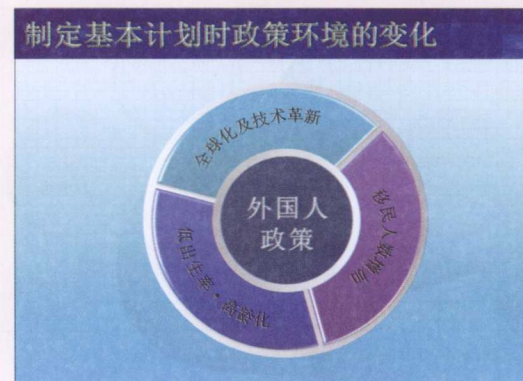 制定基本计划时政策环境的变化
全球化及技术革新
外国人
政策
移民人数增加
低出生率·高龄化